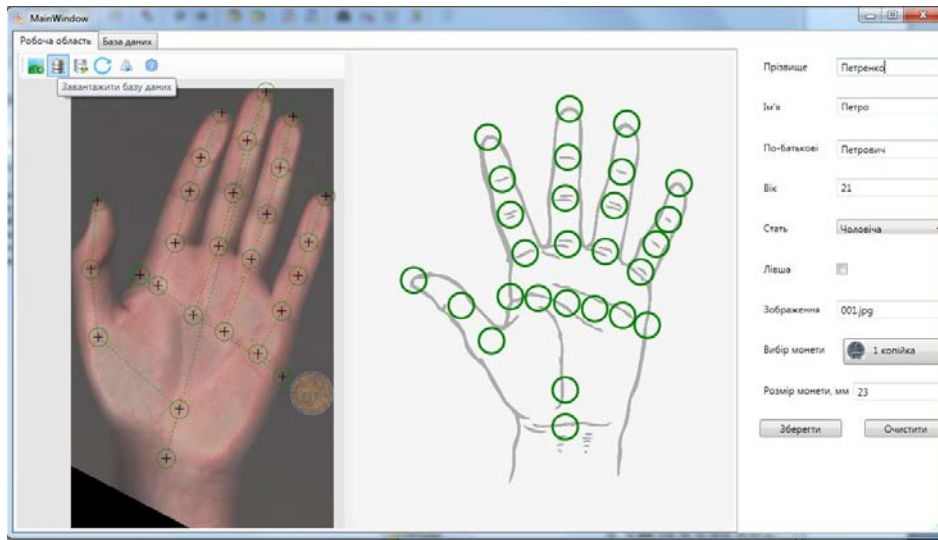 MainWindow
Робоча область База даних
Завантажити базу даних
Прізвище Петренко
Ім'я Петро
По-батькові Петрович
Вік 21
Стать Чоловіча
Лівша
Зображення 001.jpg
Вибір монети 1 копійка
Розмір монети, мм 23
Зберегти Очистити